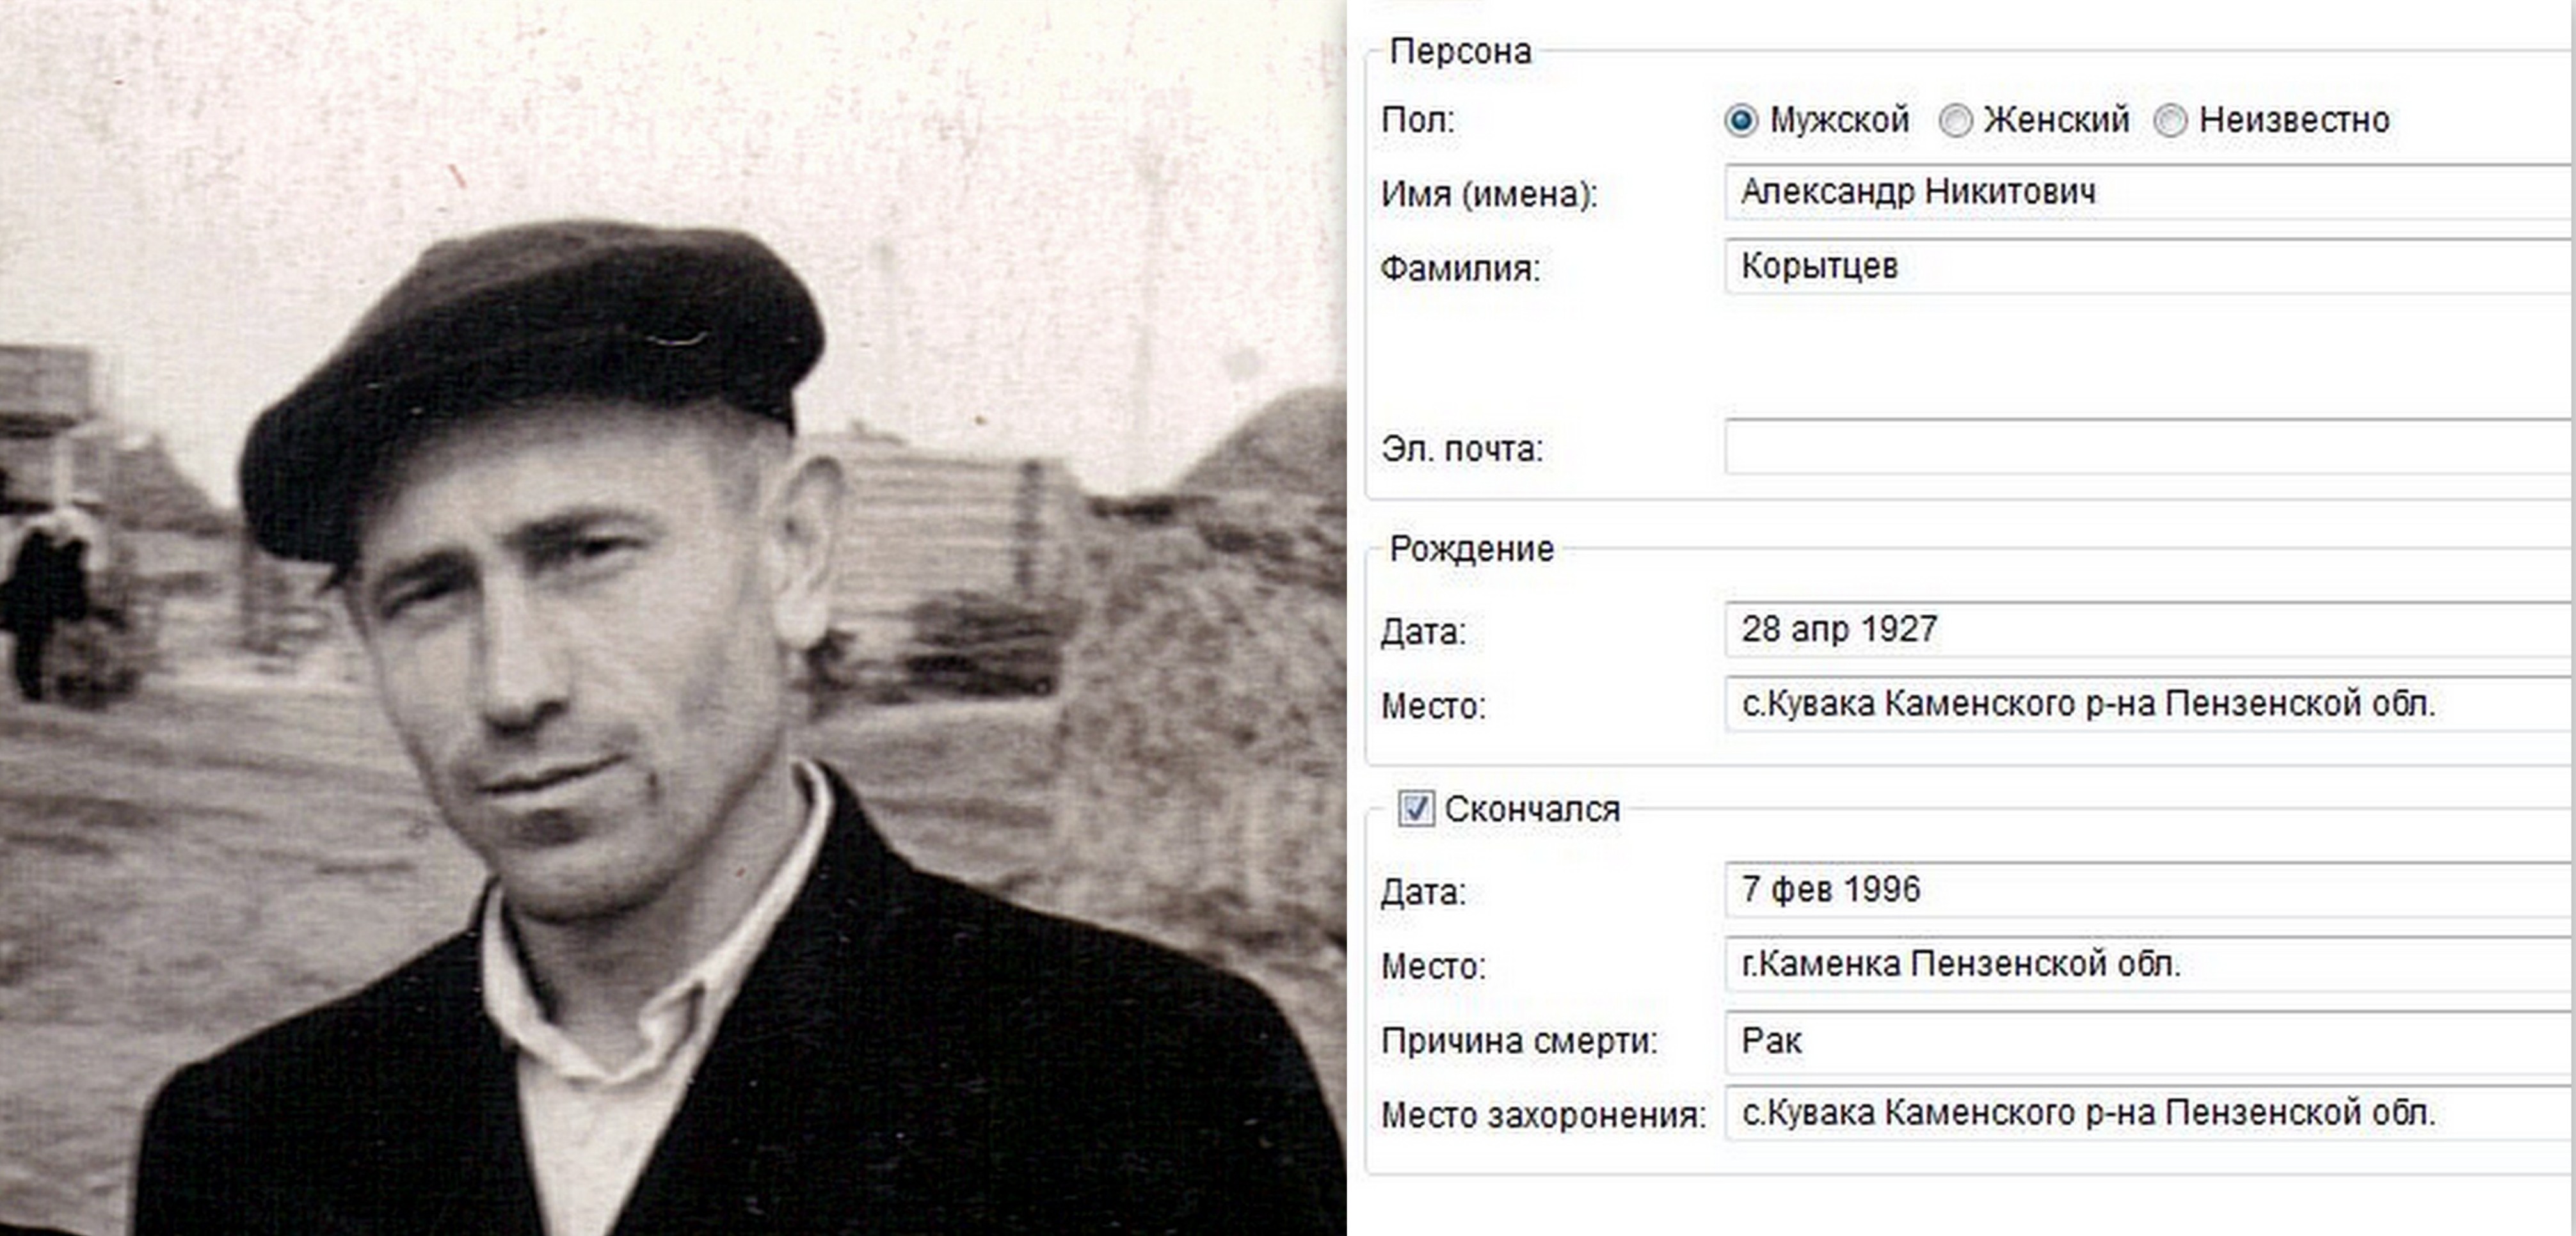 Персона
Пол: Мужской Женский Неизвестно
Имя (имена): Александр Никитович
Фамилия: Корытцев
Эл. почта:
Рождение
Дата: 28 апр 1927
Место: с.Кувака Каменского р-на Пензенской обл.
Скончался
Дата: 7 фев 1996
Место: г.Каменка Пензенской обл.
Причина смерти: Рак
Место захоронения: с.Кувака Каменского р-на Пензенской обл.